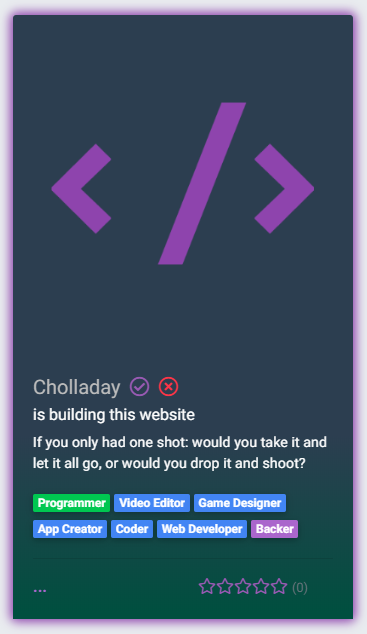 </>
Cholladay
is building this website
If you only had one shot: would you take it and
let it all go, or would you drop it and shoot?
Programmer Video Editor Game Designer
App Creator Coder Web Developer Backer
... (0)